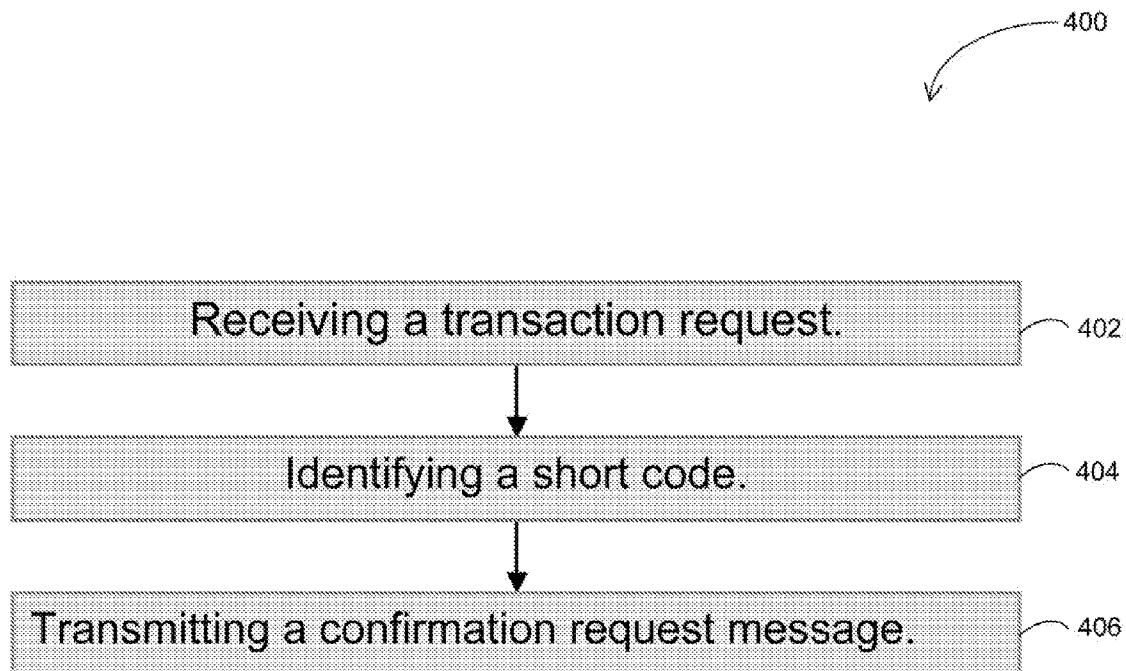 400
Receiving a transaction request.
402
Identifying a short code.
404
Transmitting a confirmation request message.
406